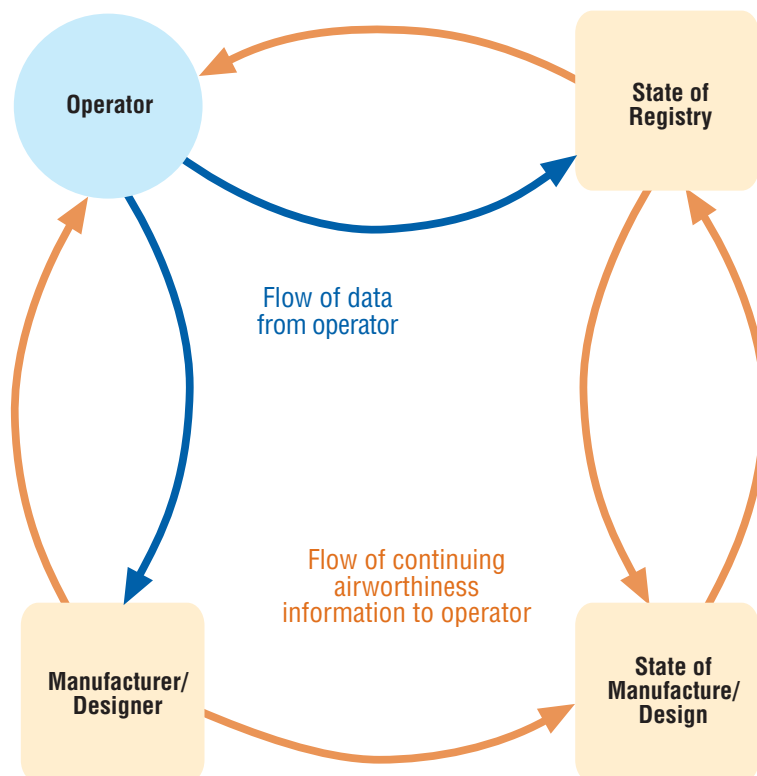 Operator
State of
Registry
Flow of data
from operator
Flow of continuing
airworthiness
information to operator
Manufacturer/
Designer
State of
Manufacture/
Design